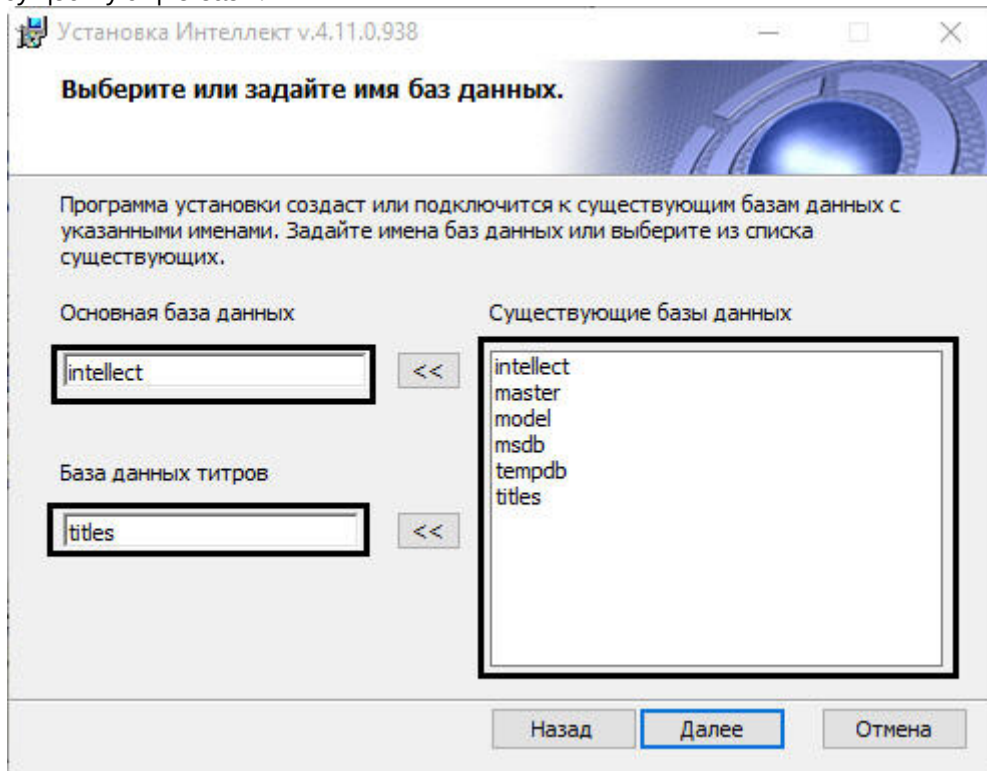 Установка Интеллект v.4.11.0.938
Выберите или задайте имя баз данных.
Программа установки создаст или подключится к существующим базам данных с
указанными именами. Задайте имена баз данных или выберите из списка
существующих.
Основная база данных
Существующие базы данных
intellect
<<
intellect
master
model
msdb
tempdb
titles
База данных титров
titles
<<
Назад
Далее
Отмена